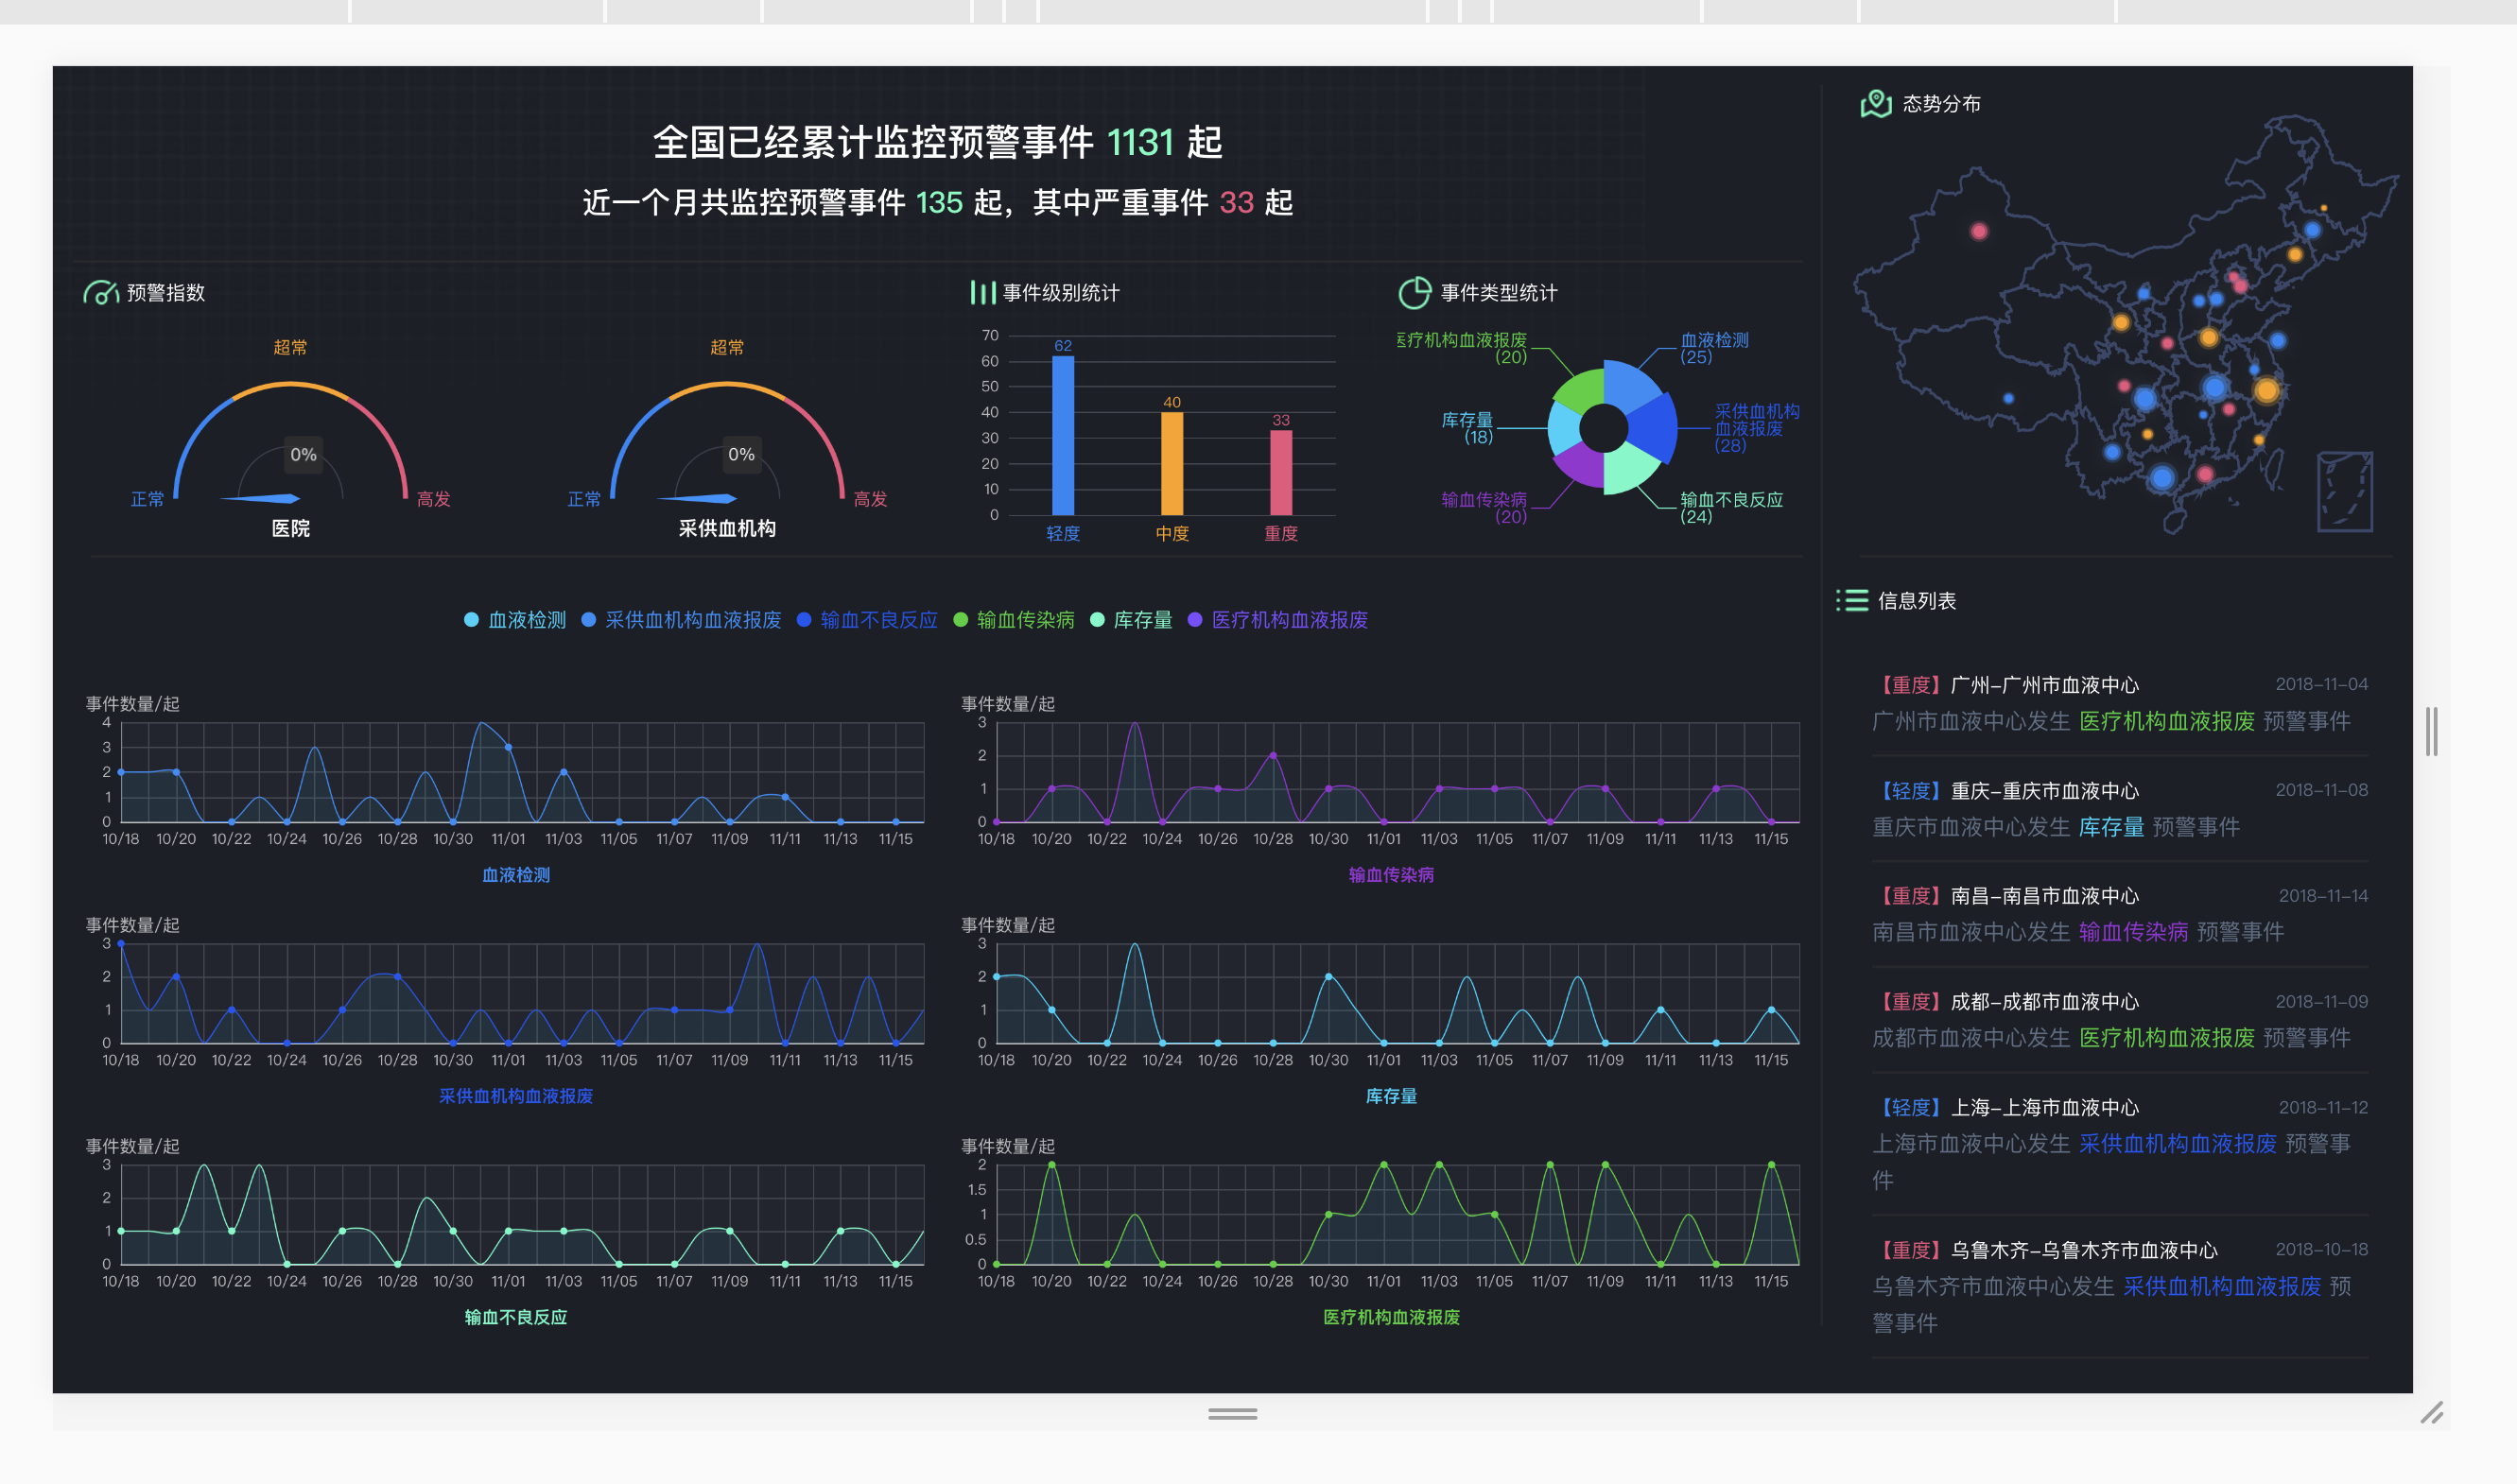 全国已经累计监控预警事件 1131 起
近一个月共监控预警事件 135 起，其中严重事件 33 起
预警指数
超常
正常
高发
0%
医院
超常
正常
高发
0%
采供血机构
事件级别统计
70
60
50
40
30
20
10
0
62
40
33
轻度 中度 重度
事件类型统计
医疗机构血液报废
(20)
血液检测
(25)
库存量
(18)
采供血机构
血液报废
(28)
输血传染病
(20)
输血不良反应
(24)
态势分布
血液检测 采供血机构血液报废 输血不良反应 输血传染病 库存量 医疗机构血液报废
事件数量/起
4
3
2
1
0
10/18 10/20 10/22 10/24 10/26 10/28 10/30 11/01 11/03 11/05 11/07 11/09 11/11 11/13 11/15
血液检测
事件数量/起
3
2
1
0
10/18 10/20 10/22 10/24 10/26 10/28 10/30 11/01 11/03 11/05 11/07 11/09 11/11 11/13 11/15
输血传染病
事件数量/起
3
2
1
0
10/18 10/20 10/22 10/24 10/26 10/28 10/30 11/01 11/03 11/05 11/07 11/09 11/11 11/13 11/15
采供血机构血液报废
事件数量/起
3
2
1
0
10/18 10/20 10/22 10/24 10/26 10/28 10/30 11/01 11/03 11/05 11/07 11/09 11/11 11/13 11/15
库存量
事件数量/起
3
2
1
0
10/18 10/20 10/22 10/24 10/26 10/28 10/30 11/01 11/03 11/05 11/07 11/09 11/11 11/13 11/15
输血不良反应
事件数量/起
2
1.5
1
0.5
0
10/18 10/20 10/22 10/24 10/26 10/28 10/30 11/01 11/03 11/05 11/07 11/09 11/11 11/13 11/15
医疗机构血液报废
信息列表
【重度】广州-广州市血液中心 2018-11-04
广州市血液中心发生 医疗机构血液报废 预警事件
【轻度】重庆-重庆市血液中心 2018-11-08
重庆市血液中心发生 库存量 预警事件
【重度】南昌-南昌市血液中心 2018-11-14
南昌市血液中心发生 输血传染病 预警事件
【重度】成都-成都市血液中心 2018-11-09
成都市血液中心发生 医疗机构血液报废 预警事件
【轻度】上海-上海市血液中心 2018-11-12
上海市血液中心发生 采供血机构血液报废 预警事
件
【重度】乌鲁木齐-乌鲁木齐市血液中心 2018-10-18
乌鲁木齐市血液中心发生 采供血机构血液报废 预
警事件